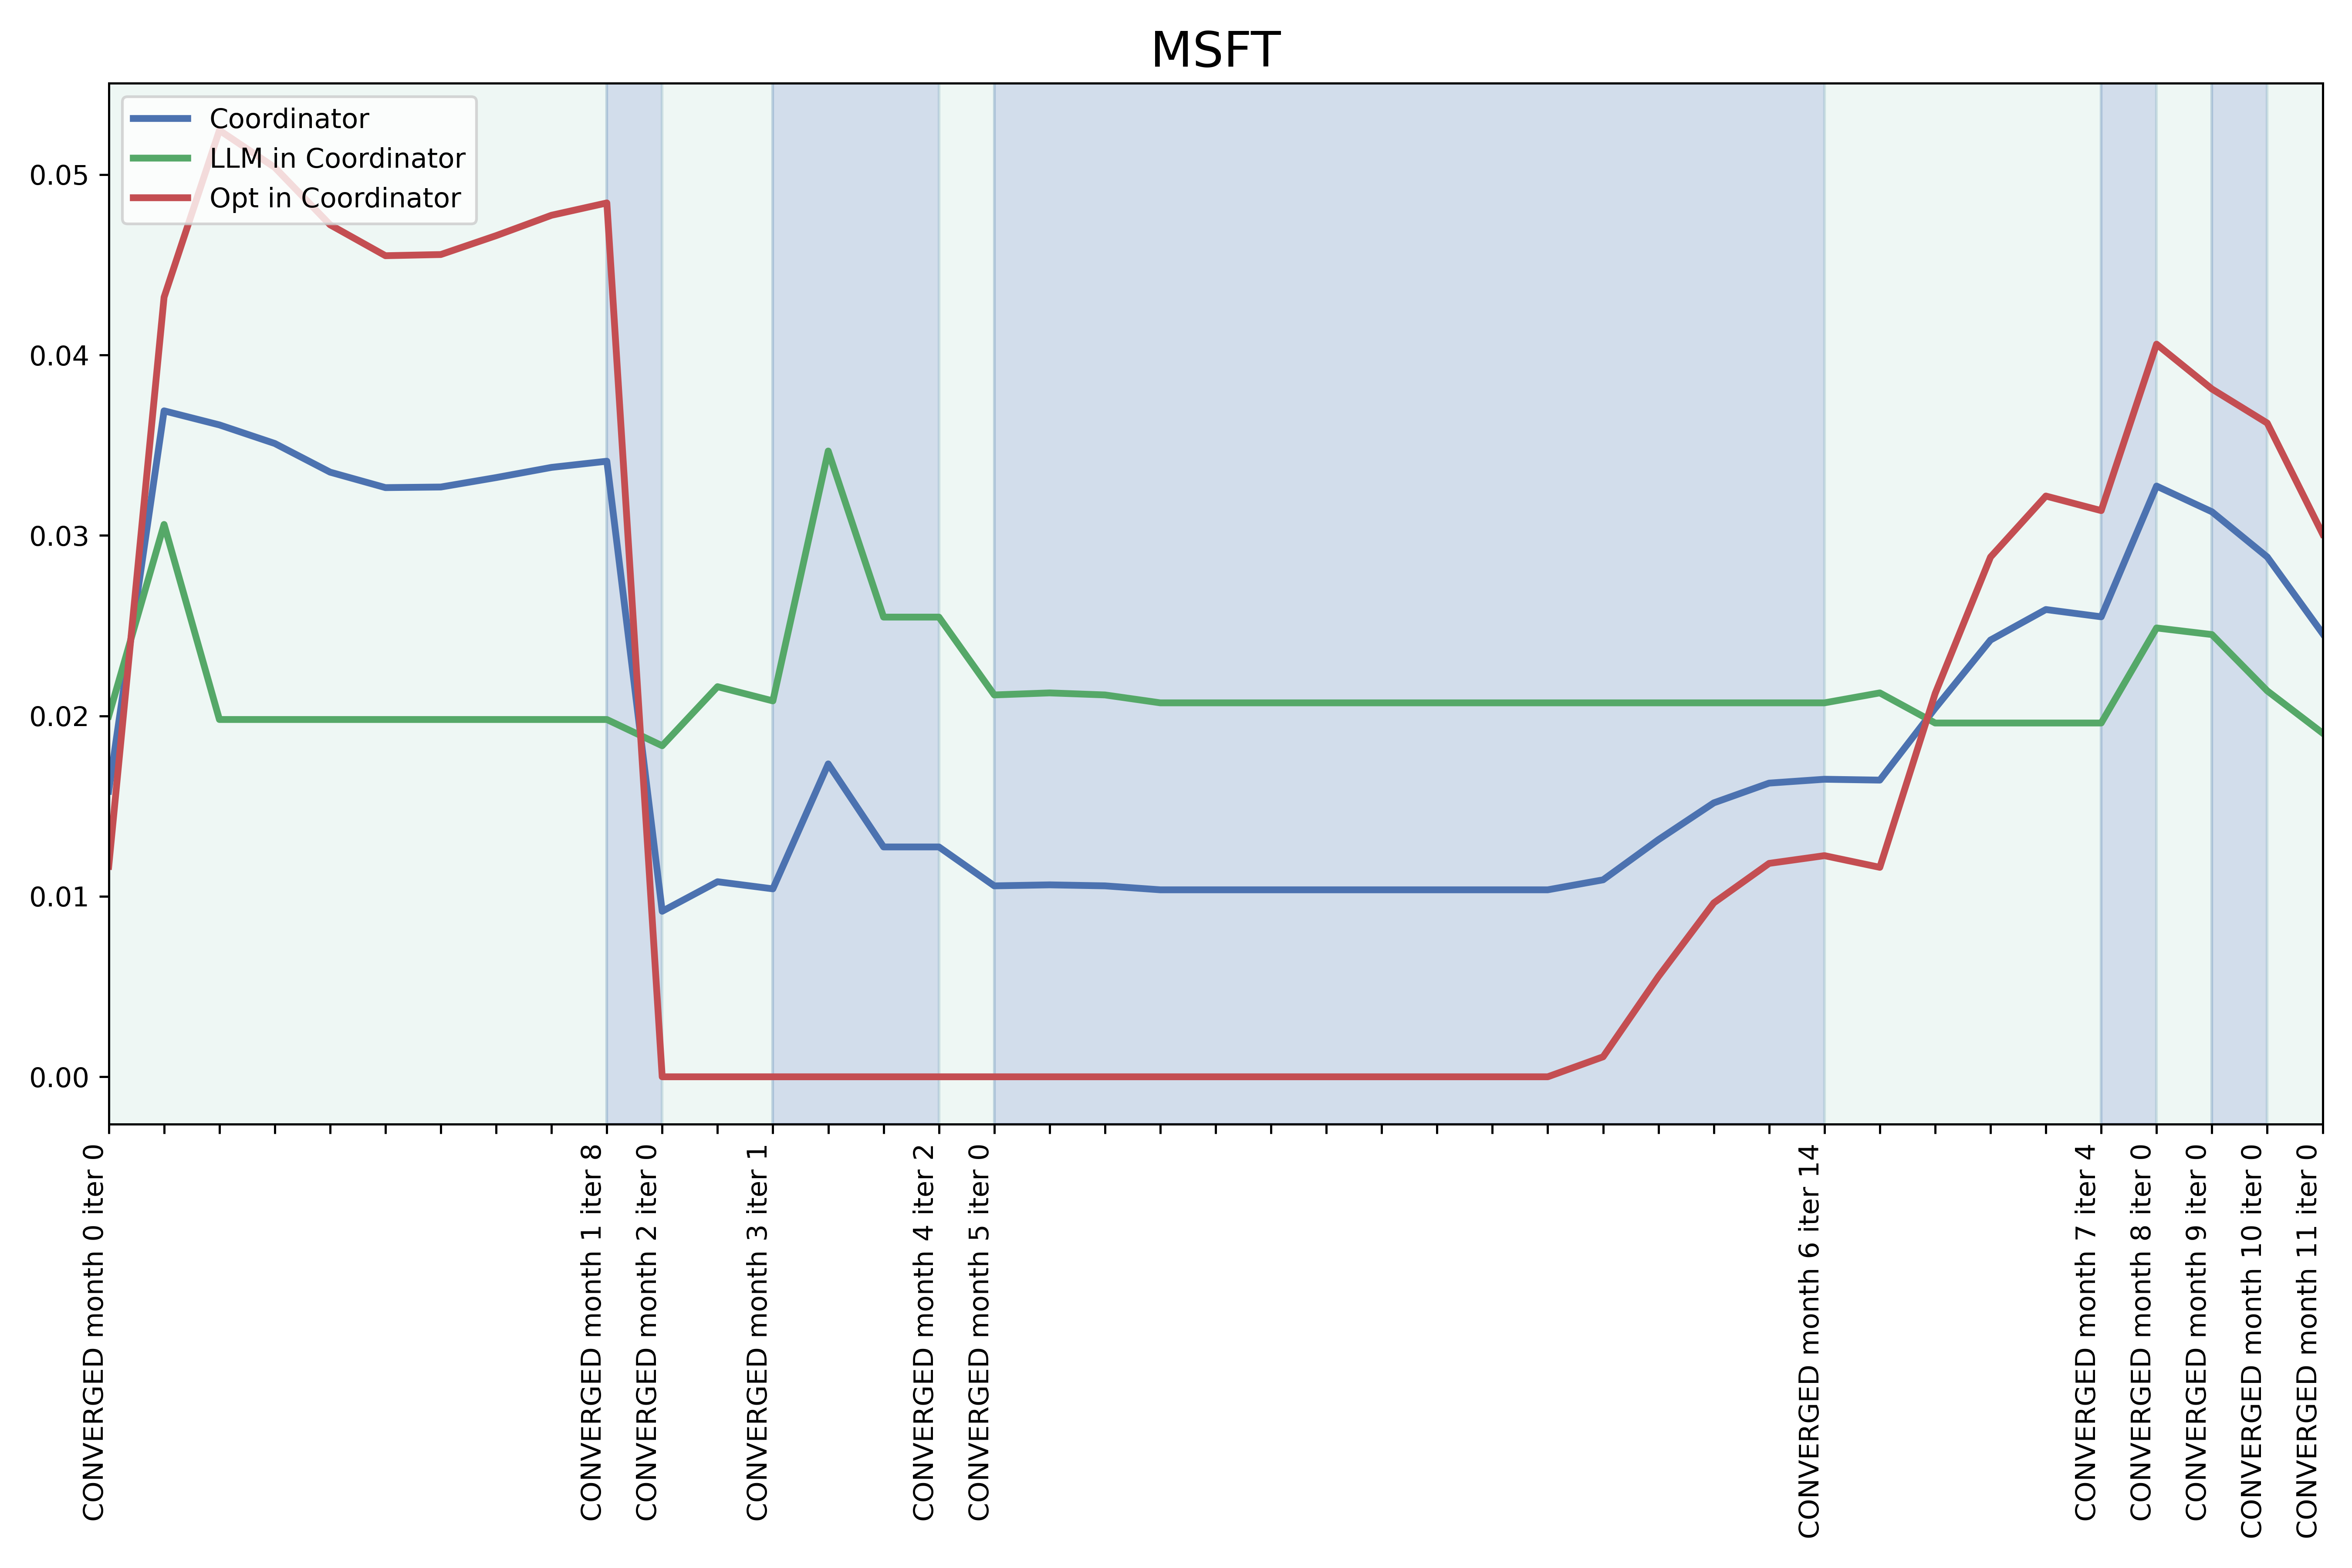 MSFT
Coordinator
LLM in Coordinator
Opt in Coordinator
0.05
0.04
0.03
0.02
0.01
0.00
CONVERGED month 0 iter 0
CONVERGED month 1 iter 8
CONVERGED month 2 iter 0
CONVERGED month 3 iter 1
CONVERGED month 4 iter 2
CONVERGED month 5 iter 0
CONVERGED month 6 iter 14
CONVERGED month 7 iter 4
CONVERGED month 8 iter 0
CONVERGED month 9 iter 0
CONVERGED month 10 iter 0
CONVERGED month 11 iter 0